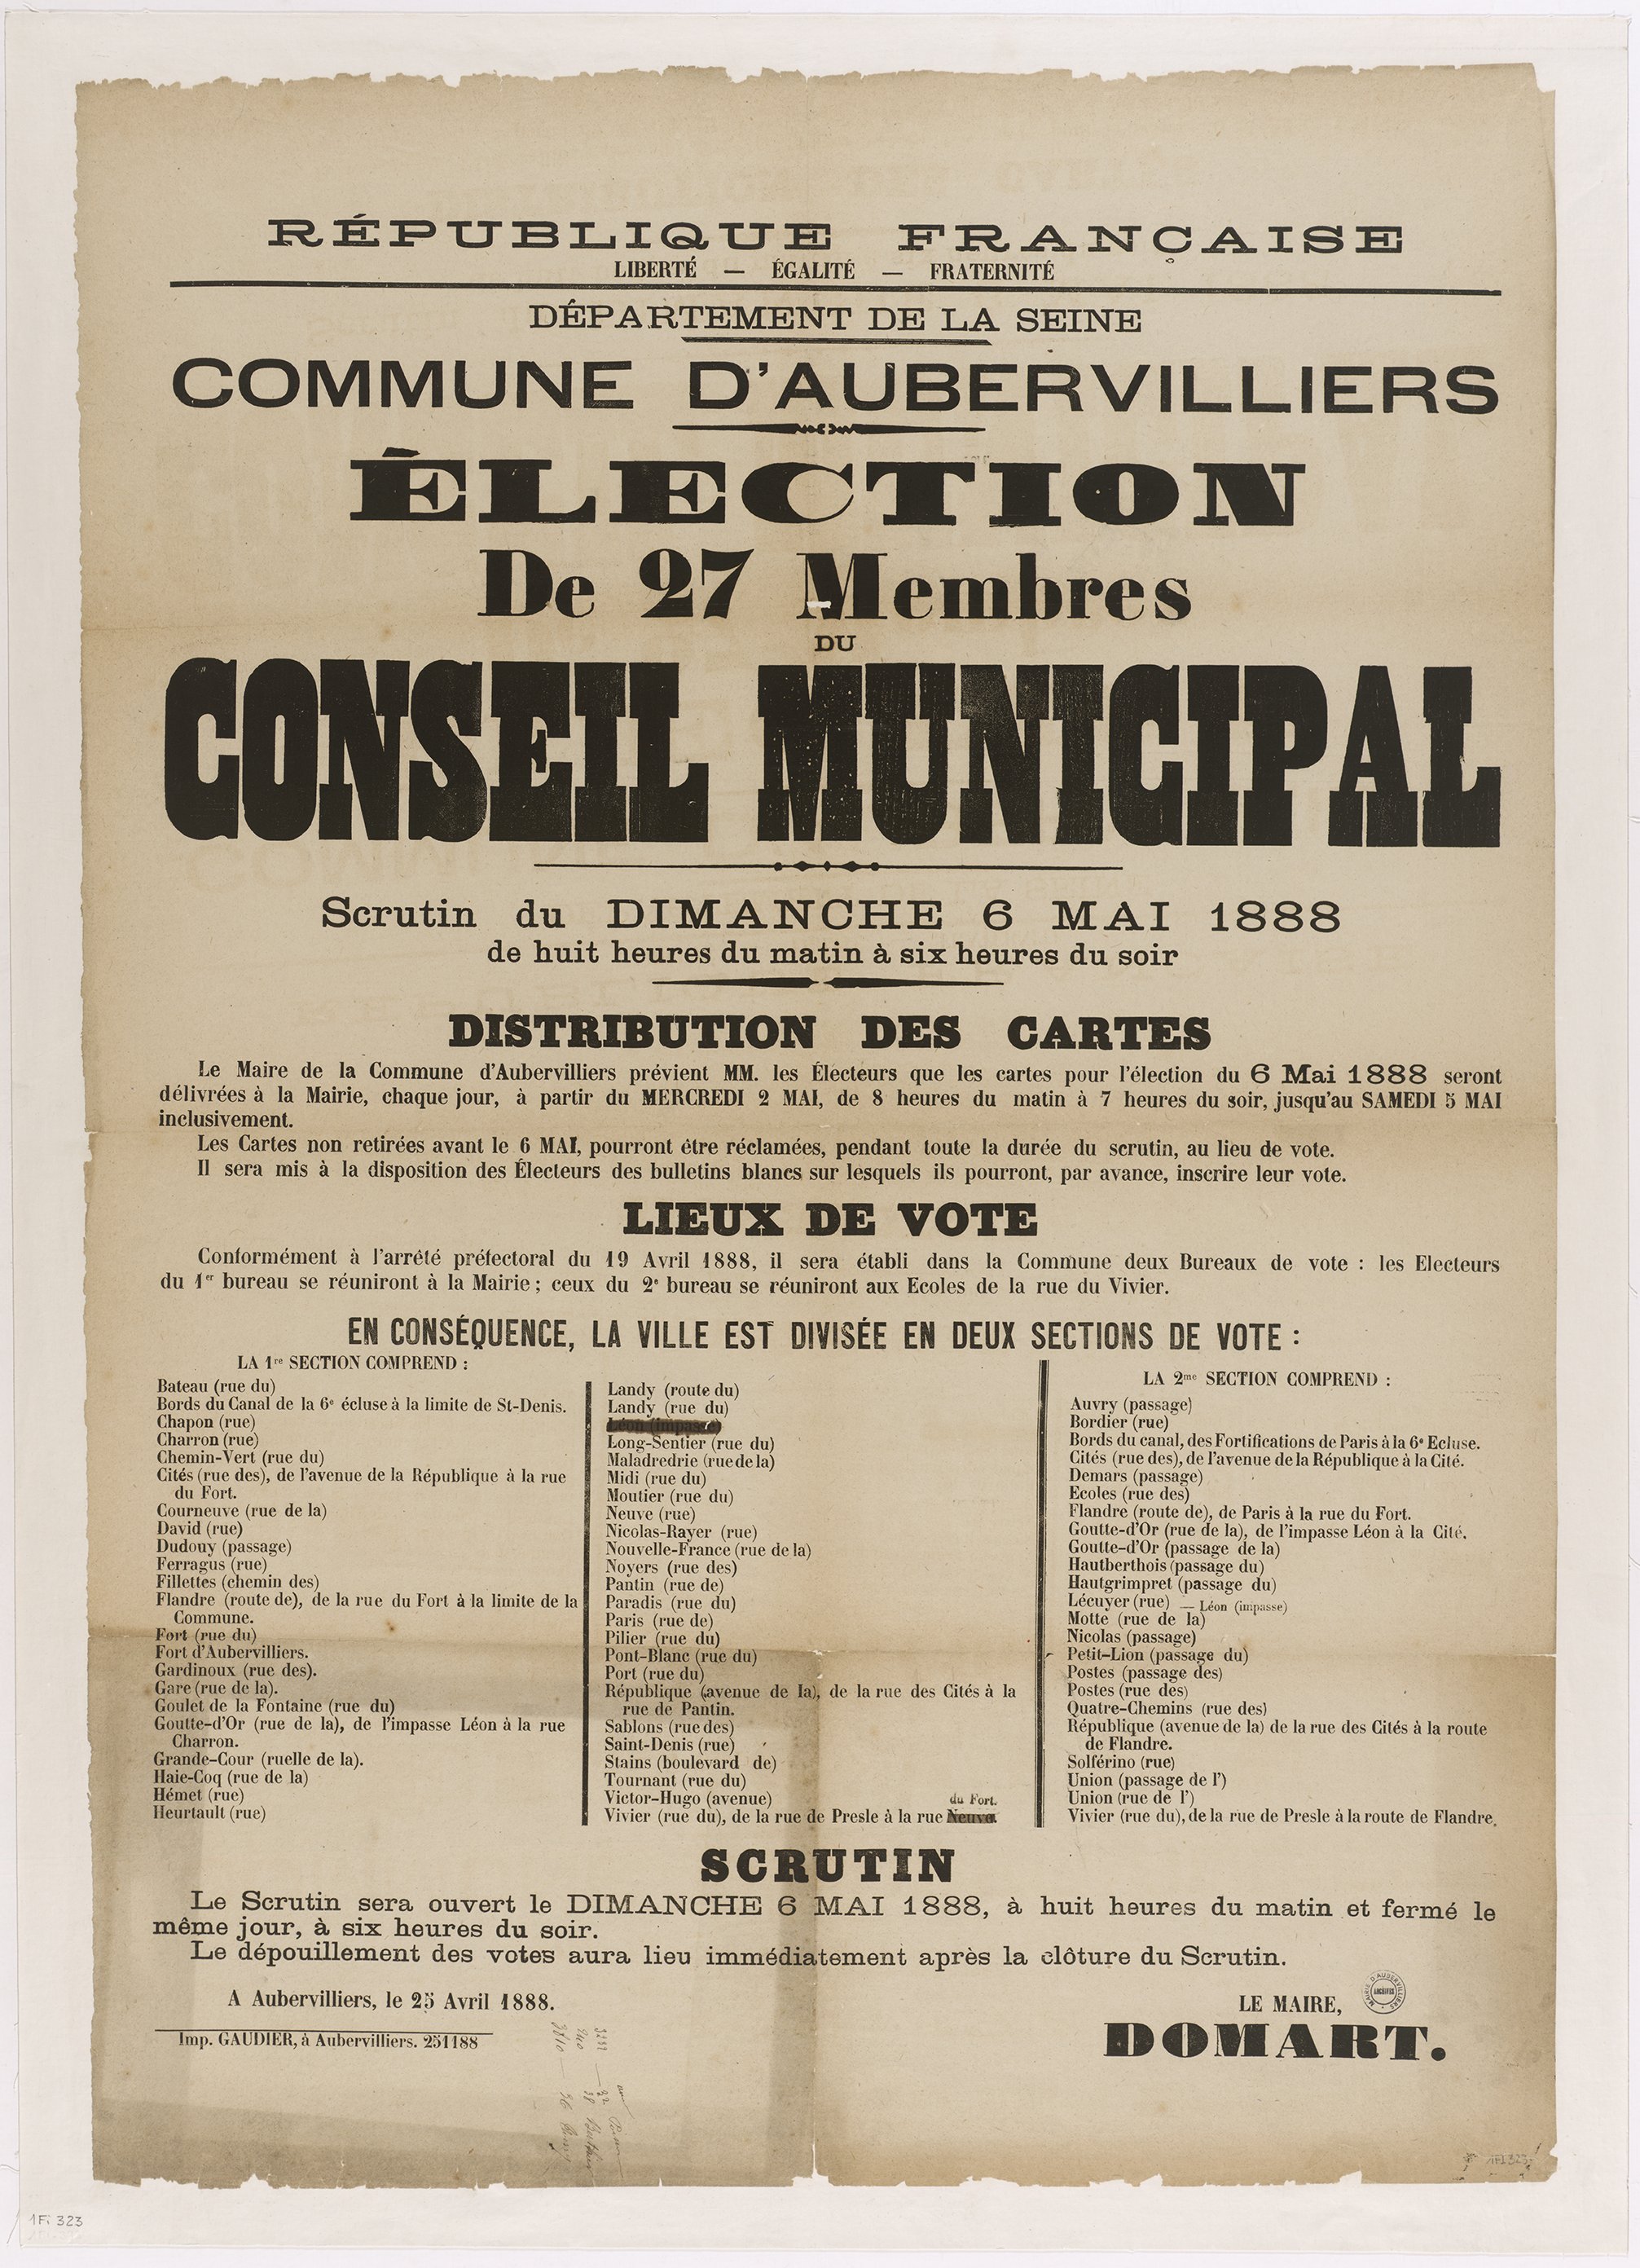 RÉPUBLIQUE FRANÇAISE
LIBERTÉ — ÉGALITÉ — FRATERNITÉ
DÉPARTEMENT DE LA SEINE
COMMUNE D'AUBERVILLIERS
ÉLECTION
De 27 Membres
DU
CONSEIL MUNICIPAL
Scrutin du DIMANCHE 6 MAI 1888
de huit heures du matin à six heures du soir
DISTRIBUTION DES CARTES
Le Maire de la Commune d'Aubervilliers prévient MM. les Électeurs que les cartes pour l'élection du 6 Mai 1888 seront
délivrées à la Mairie, chaque jour, à partir du MERCREDI 2 MAI, de 8 heures du matin à 7 heures du soir, jusqu'au SAMEDI 5 MAI
inclusivement.
Les Cartes non retirées avant le 6 MAI, pourront être réclamées, pendant toute la durée du scrutin, au lieu de vote.
Il sera mis à la disposition des Électeurs des bulletins blancs sur lesquels ils pourront, par avance, inscrire leur vote.
LIEUX DE VOTE
Conformément à l'arrêté préfectoral du 19 Avril 1888, il sera établi dans la Commune deux Bureaux de vote : les Electeurs
du 1er bureau se réuniront à la Mairie ; ceux du 2e bureau se réuniront aux Ecoles de la rue du Vivier.
EN CONSÉQUENCE, LA VILLE EST DIVISÉE EN DEUX SECTIONS DE VOTE :
LA 1re SECTION COMPREND :
Bateau (rue du)
Bords du Canal de la 6e écluse à la limite de St-Denis.
Chapon (rue)
Charron (rue)
Chemin-Vert (rue du)
Cités (rue des), de l'avenue de la République à la rue
du Fort.
Courneuve (rue de la)
David (rue)
Dudouy (passage)
Ferragus (rue)
Fillettes (chemin des)
Flandre (route de), de la rue du Fort à la limite de la
Commune.
Fort (rue du)
Fort d'Aubervilliers.
Gardinoux (rue des).
Gare (rue de la).
Goulet de la Fontaine (rue du)
Goutte-d'Or (rue de la), de l'impasse Léon à la rue
Charron.
Grande-Cour (ruelle de la).
Haie-Coq (rue de la)
Hémet (rue)
Heurtault (rue)
Landy (route du)
Landy (rue du)
Léon (impasse)
Long-Sentier (rue du)
Maladredrie (rue de la)
Midi (rue du)
Moutier (rue du)
Neuve (rue)
Nicolas-Rayer (rue)
Nouvelle-France (rue de la)
Noyers (rue des)
Pantin (rue de)
Paradis (rue du)
Paris (rue de)
Pilier (rue du)
Pont-Blanc (rue du)
Port (rue du)
République (avenue de la), de la rue des Cités à la
rue de Pantin.
Sablons (rue des)
Saint-Denis (rue)
Stains (boulevard de)
Tournant (rue du)
Victor-Hugo (avenue)
du Fort.
Vivier (rue du), de la rue de Presle à la rue Neuve.
LA 2me SECTION COMPREND :
Auvry (passage)
Bordier (rue)
Bords du canal, des Fortifications de Paris à la 6e Ecluse.
Cités (rue des), de l'avenue de la République à la Cité.
Demars (passage)
Ecoles (rue des)
Flandre (route de), de Paris à la rue du Fort.
Goutte-d'Or (rue de la), de l'impasse Léon à la Cité.
Goutte-d'Or (passage de la)
Hautberthois (passage du)
Hautgrimpret (passage du)
Lécuyer (rue) — Léon (impasse)
Motte (rue de la)
Nicolas (passage)
Petit-Lion (passage du)
Postes (passage des)
Postes (rue des)
Quatre-Chemins (rue des)
République (avenue de la) de la rue des Cités à la route
de Flandre.
Solférino (rue)
Union (passage de l')
Union (rue de l')
Vivier (rue du), de la rue de Presle à la route de Flandre.
SCRUTIN
Le Scrutin sera ouvert le DIMANCHE 6 MAI 1888, à huit heures du matin et fermé le
même jour, à six heures du soir.
Le dépouillement des votes aura lieu immédiatement après la clôture du Scrutin.
A Aubervilliers, le 25 Avril 1888.
LE MAIRE,
MAIRIE D'AUBERVILLIERS
ARCHIVES
DOMART.
Imp. GAUDIER, à Aubervilliers. 251188
1Fi 323
1Fi 323